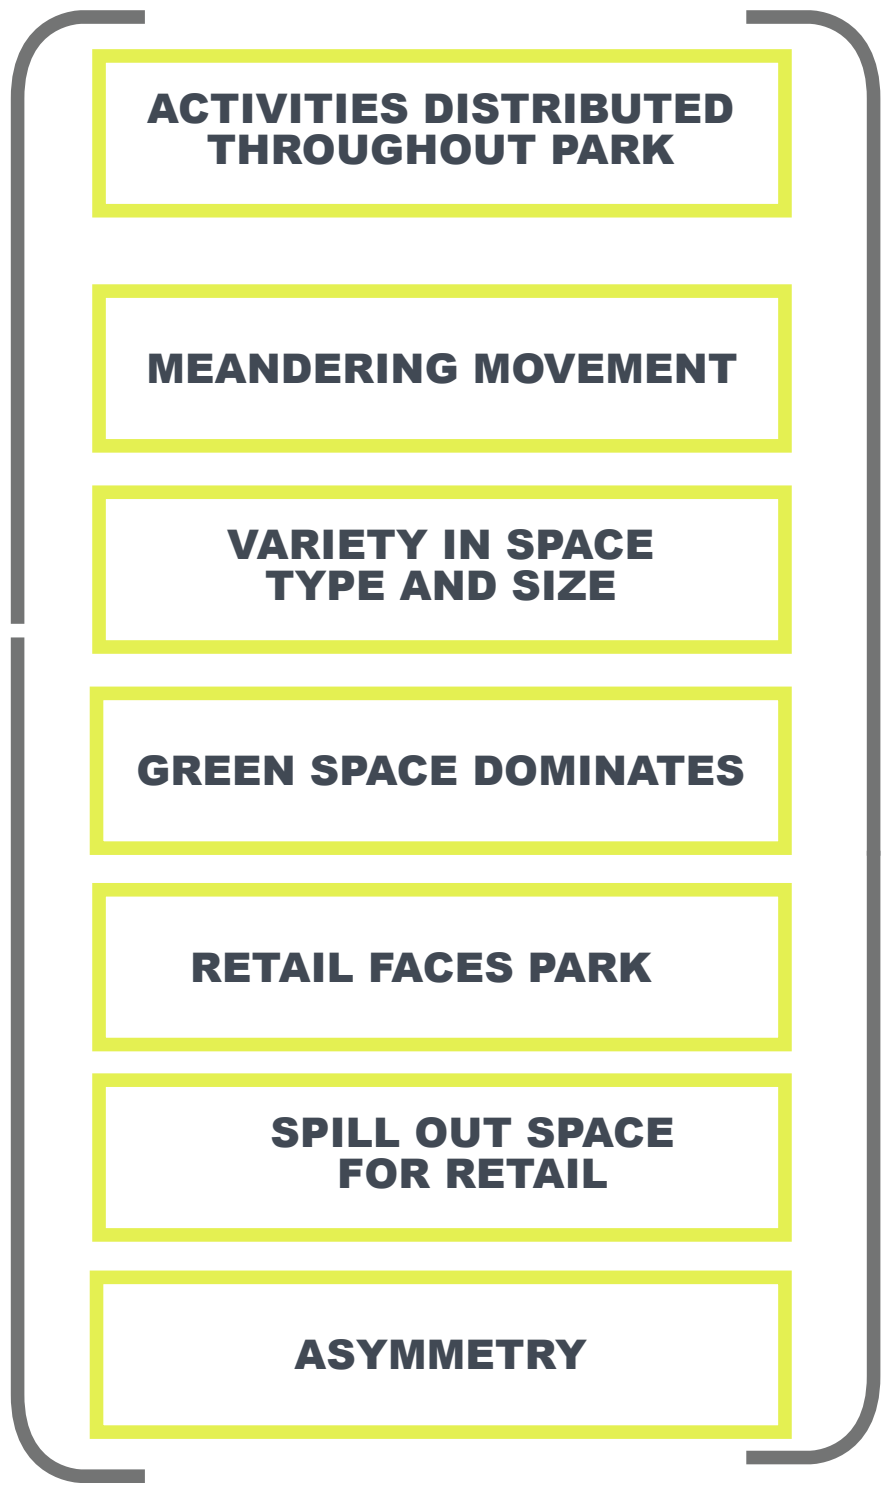 ACTIVITIES DISTRIBUTED
THROUGHOUT PARK
MEANDERING MOVEMENT
VARIETY IN SPACE
TYPE AND SIZE
GREEN SPACE DOMINATES
RETAIL FACES PARK
SPILL OUT SPACE
FOR RETAIL
ASYMMETRY